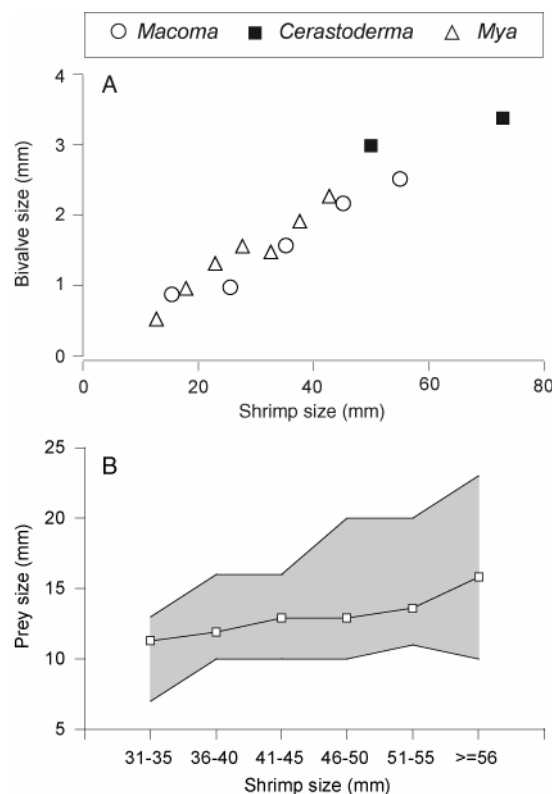 Macoma Cerastoderma Mya
A
Bivalve size (mm)
4
3
2
1
0
0 20 40 60 80
Shrimp size (mm)
B
Prey size (mm)
25
20
15
10
5
31-35 36-40 41-45 46-50 51-55 >=56
Shrimp size (mm)